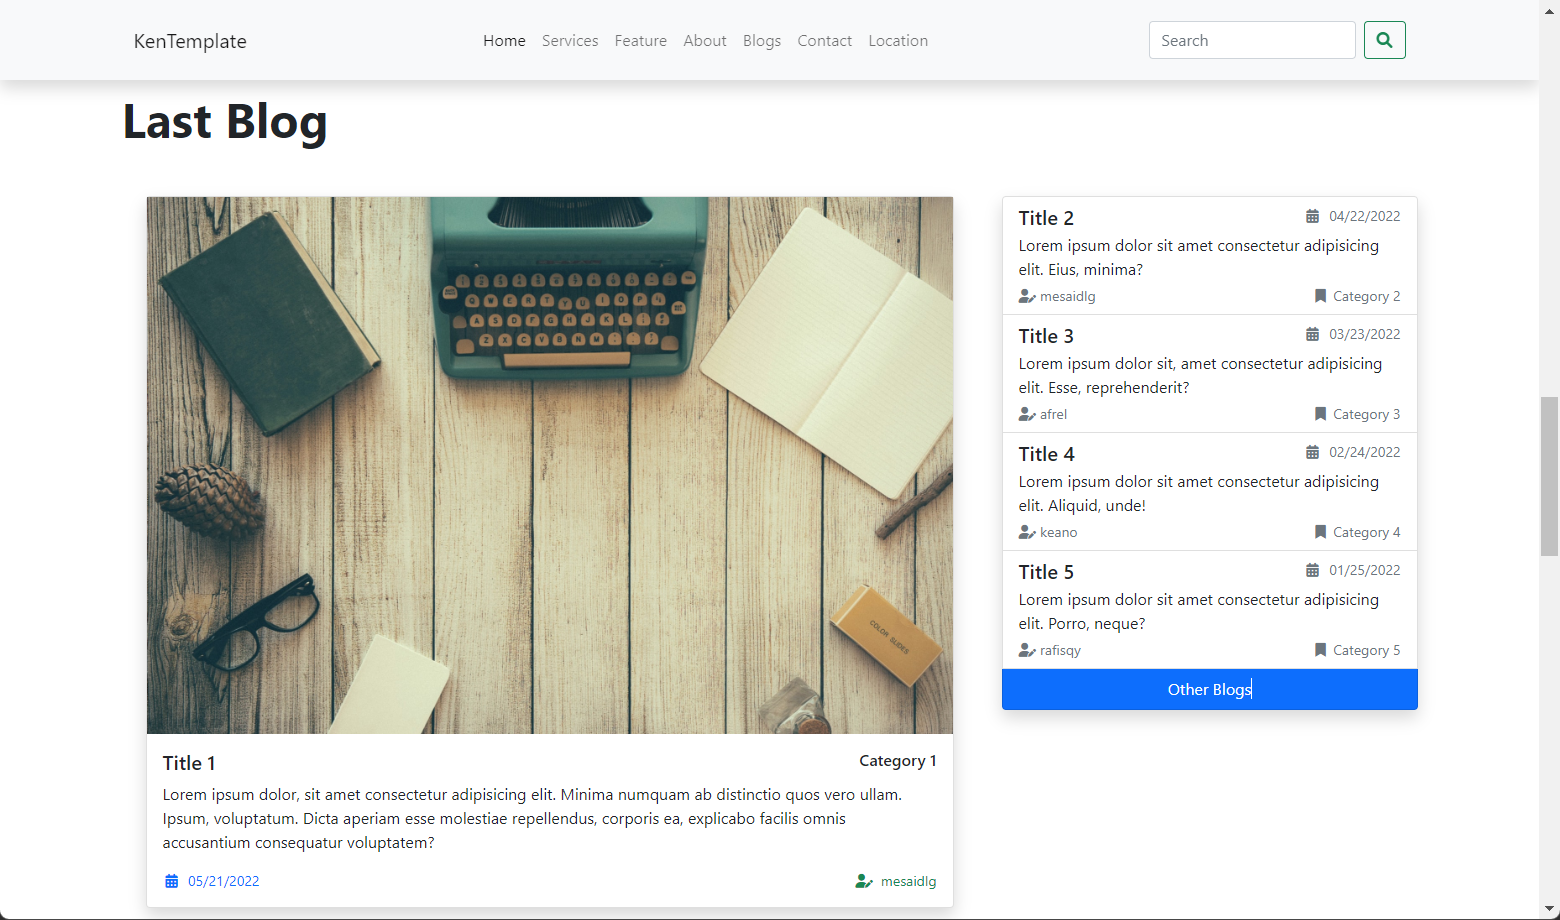 KenTemplate
Home Services Feature About Blogs Contact Location
Search
Last Blog
COLOR SLIDES
Title 1
Category 1
Lorem ipsum dolor, sit amet consectetur adipisicing elit. Minima numquam ab distinctio quos vero ullam.
Ipsum, voluptatum. Dicta aperiam esse molestiae repellendus, corporis ea, explicabo facilis omnis
accusantium consequatur voluptatem?
05/21/2022
mesaidlg
Title 2
04/22/2022
Lorem ipsum dolor sit amet consectetur adipisicing
elit. Eius, minima?
mesaidlg
Category 2
Title 3
03/23/2022
Lorem ipsum dolor sit, amet consectetur adipisicing
elit. Esse, reprehenderit?
afrel
Category 3
Title 4
02/24/2022
Lorem ipsum dolor sit amet consectetur adipisicing
elit. Aliquid, unde!
keano
Category 4
Title 5
01/25/2022
Lorem ipsum dolor sit amet consectetur adipisicing
elit. Porro, neque?
rafisqy
Category 5
Other Blogs